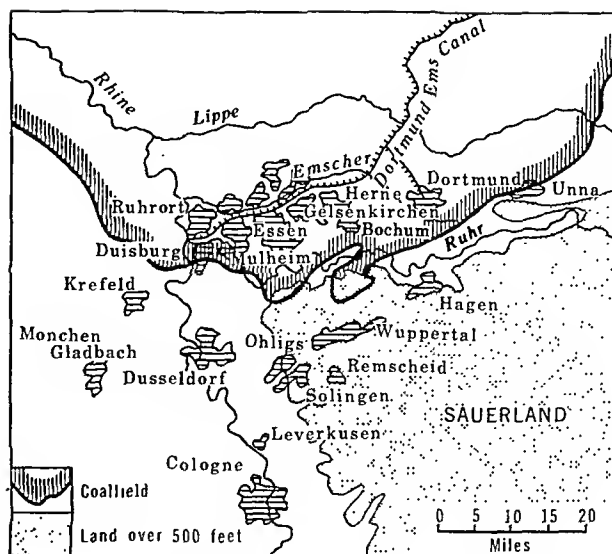 Rhine
Lippe
Canal
Dortmund Ems
Emscher
Dortmund
Herne
Unna
Ruhrort
Gelsenkirchen
Essen
Bochum
Duisburg
Mulheim
Ruhr
Krefeld
Hagen
Monchen
Gladbach
Ohligs
Wuppertal
Dusseldorf
Remscheid
Solingen
SAUERLAND
Leverkusen
Cologne
Coalfield
Land over 500 feet
0 5 10 15 20
Miles